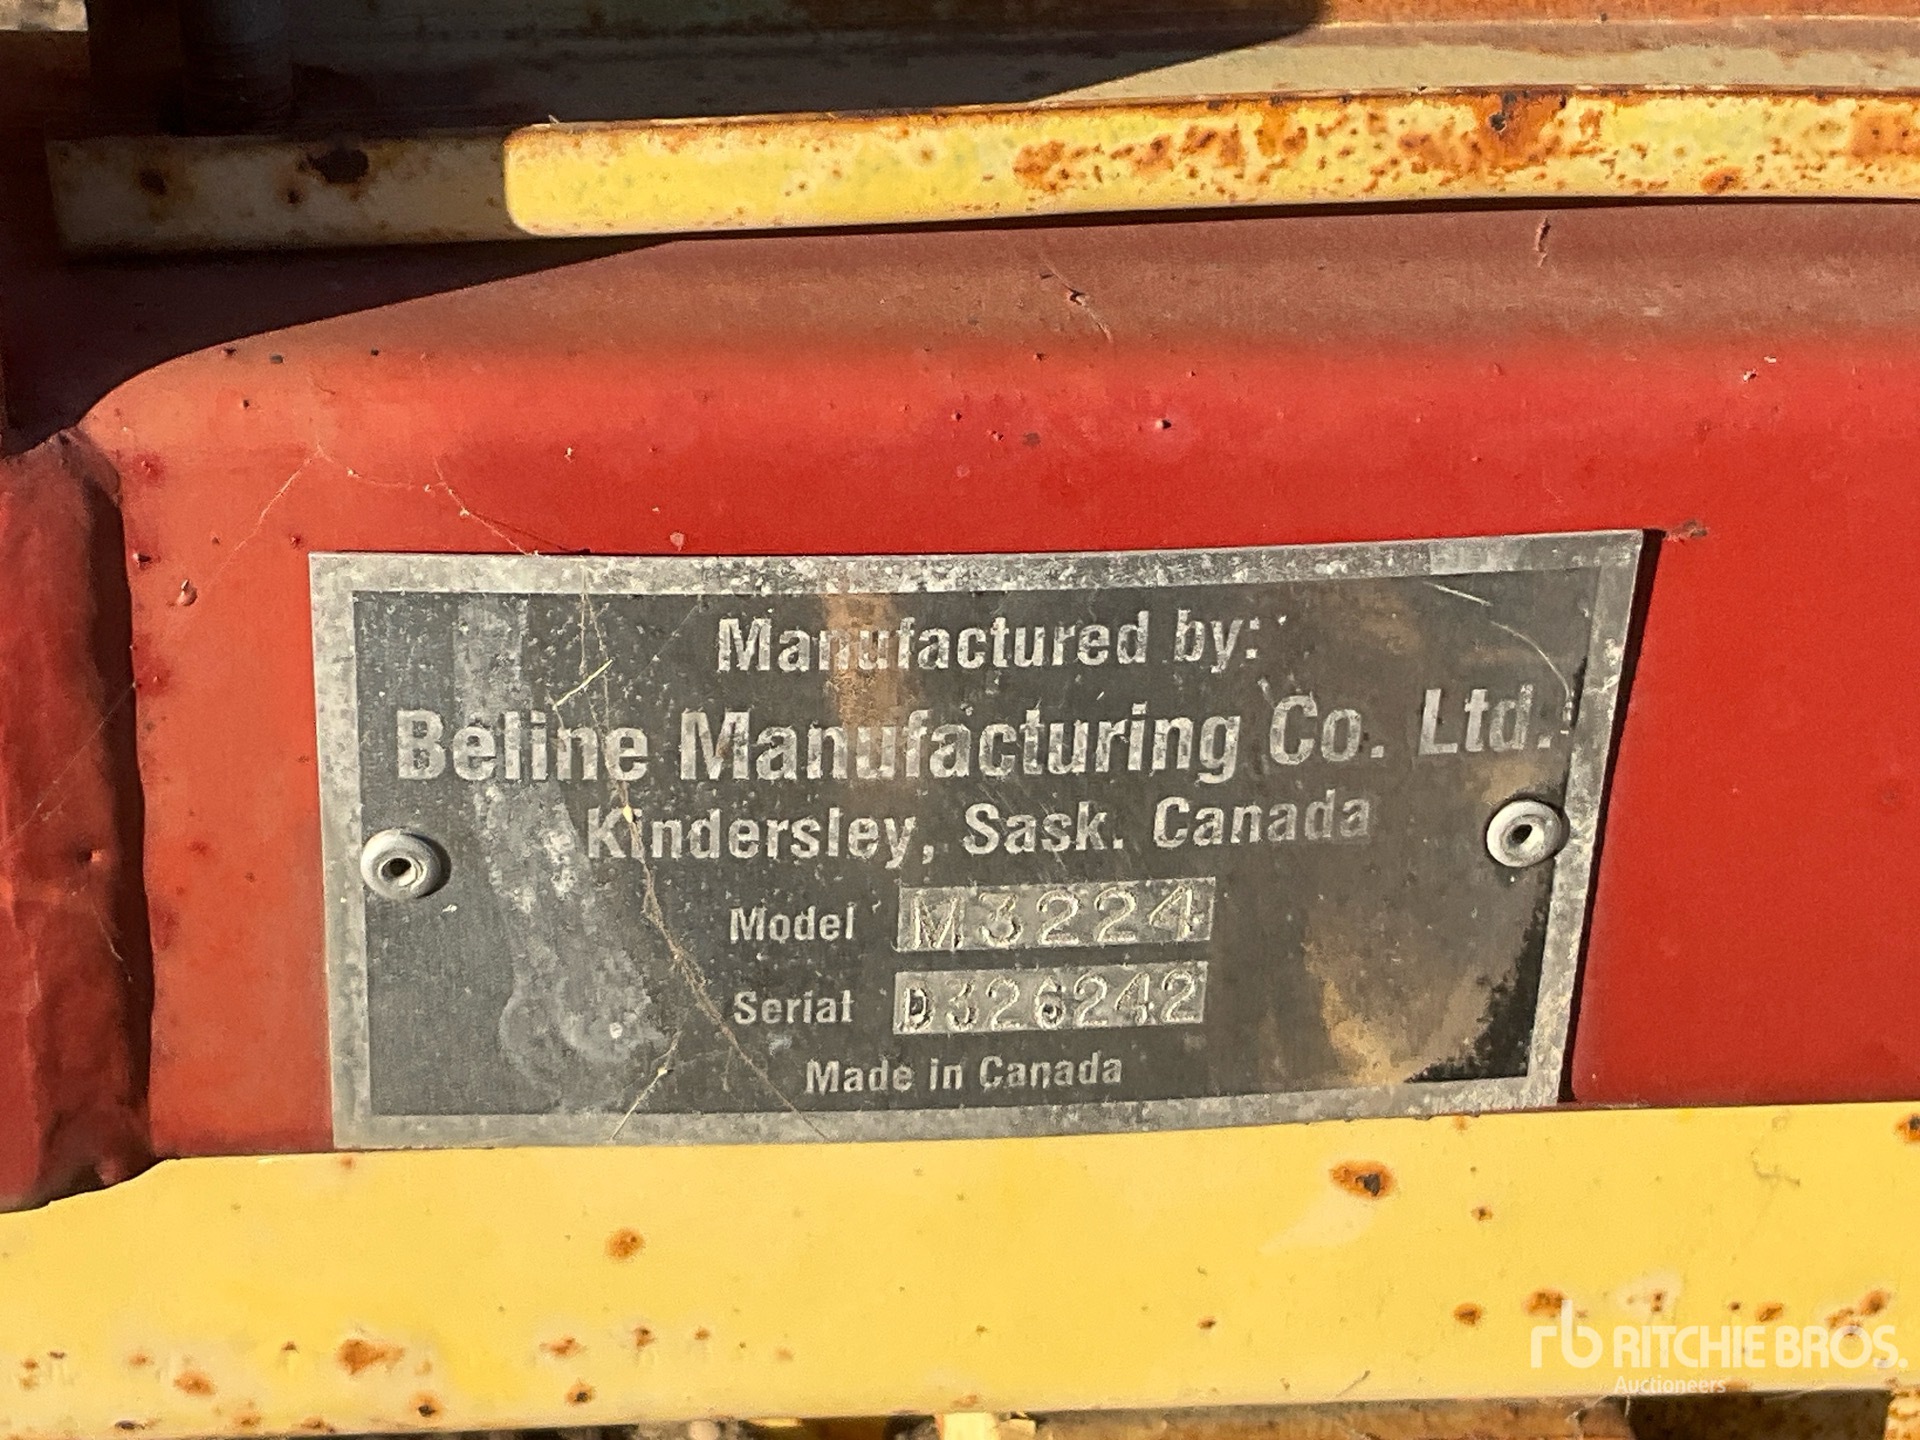 Manufactured by:
Beline Manufacturing Co. Ltd.
Kindersley, Sask. Canada
Model M3224
Serial D326242
Made in Canada
rb RITCHIE BROS.
Auctioneers